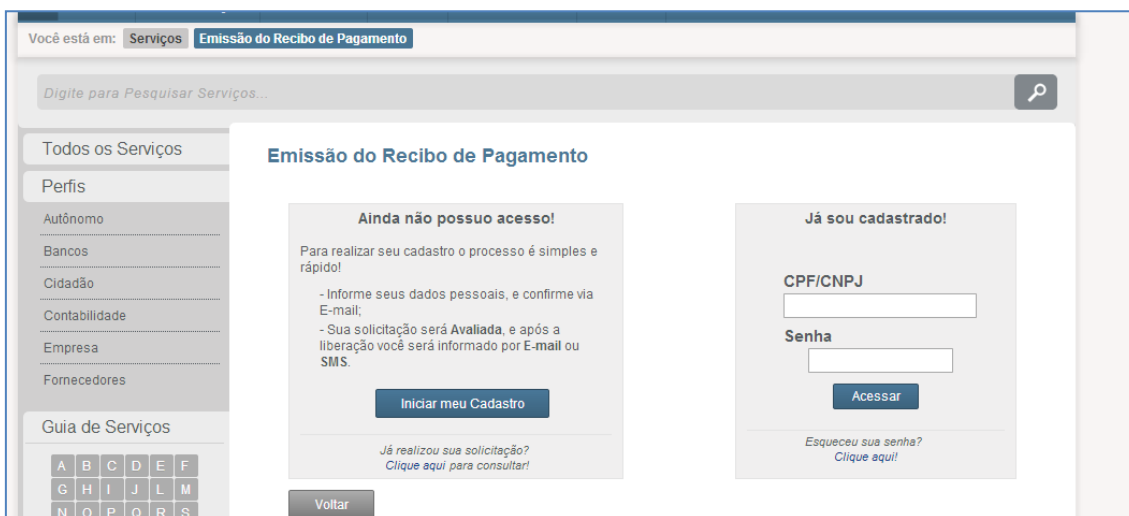 Você está em: Serviços Emissão do Recibo de Pagamento
Digite para Pesquisar Serviços...
Todos os Serviços
Perfis
Autônomo
Bancos
Cidadão
Contabilidade
Empresa
Fornecedores
Guia de Serviços
A B C D E F
G H I J L M
N O P Q R S
Emissão do Recibo de Pagamento
Ainda não possuo acesso!
Para realizar seu cadastro o processo é simples e
rápido!
- Informe seus dados pessoais, e confirme via
E-mail;
- Sua solicitação será Avaliada, e após a
liberação você será informado por E-mail ou
SMS.
Iniciar meu Cadastro
Já realizou sua solicitação?
Clique aqui para consultar!
Voltar
Já sou cadastrado!
CPF/CNPJ
Senha
Acessar
Esqueceu sua senha?
Clique aqui!